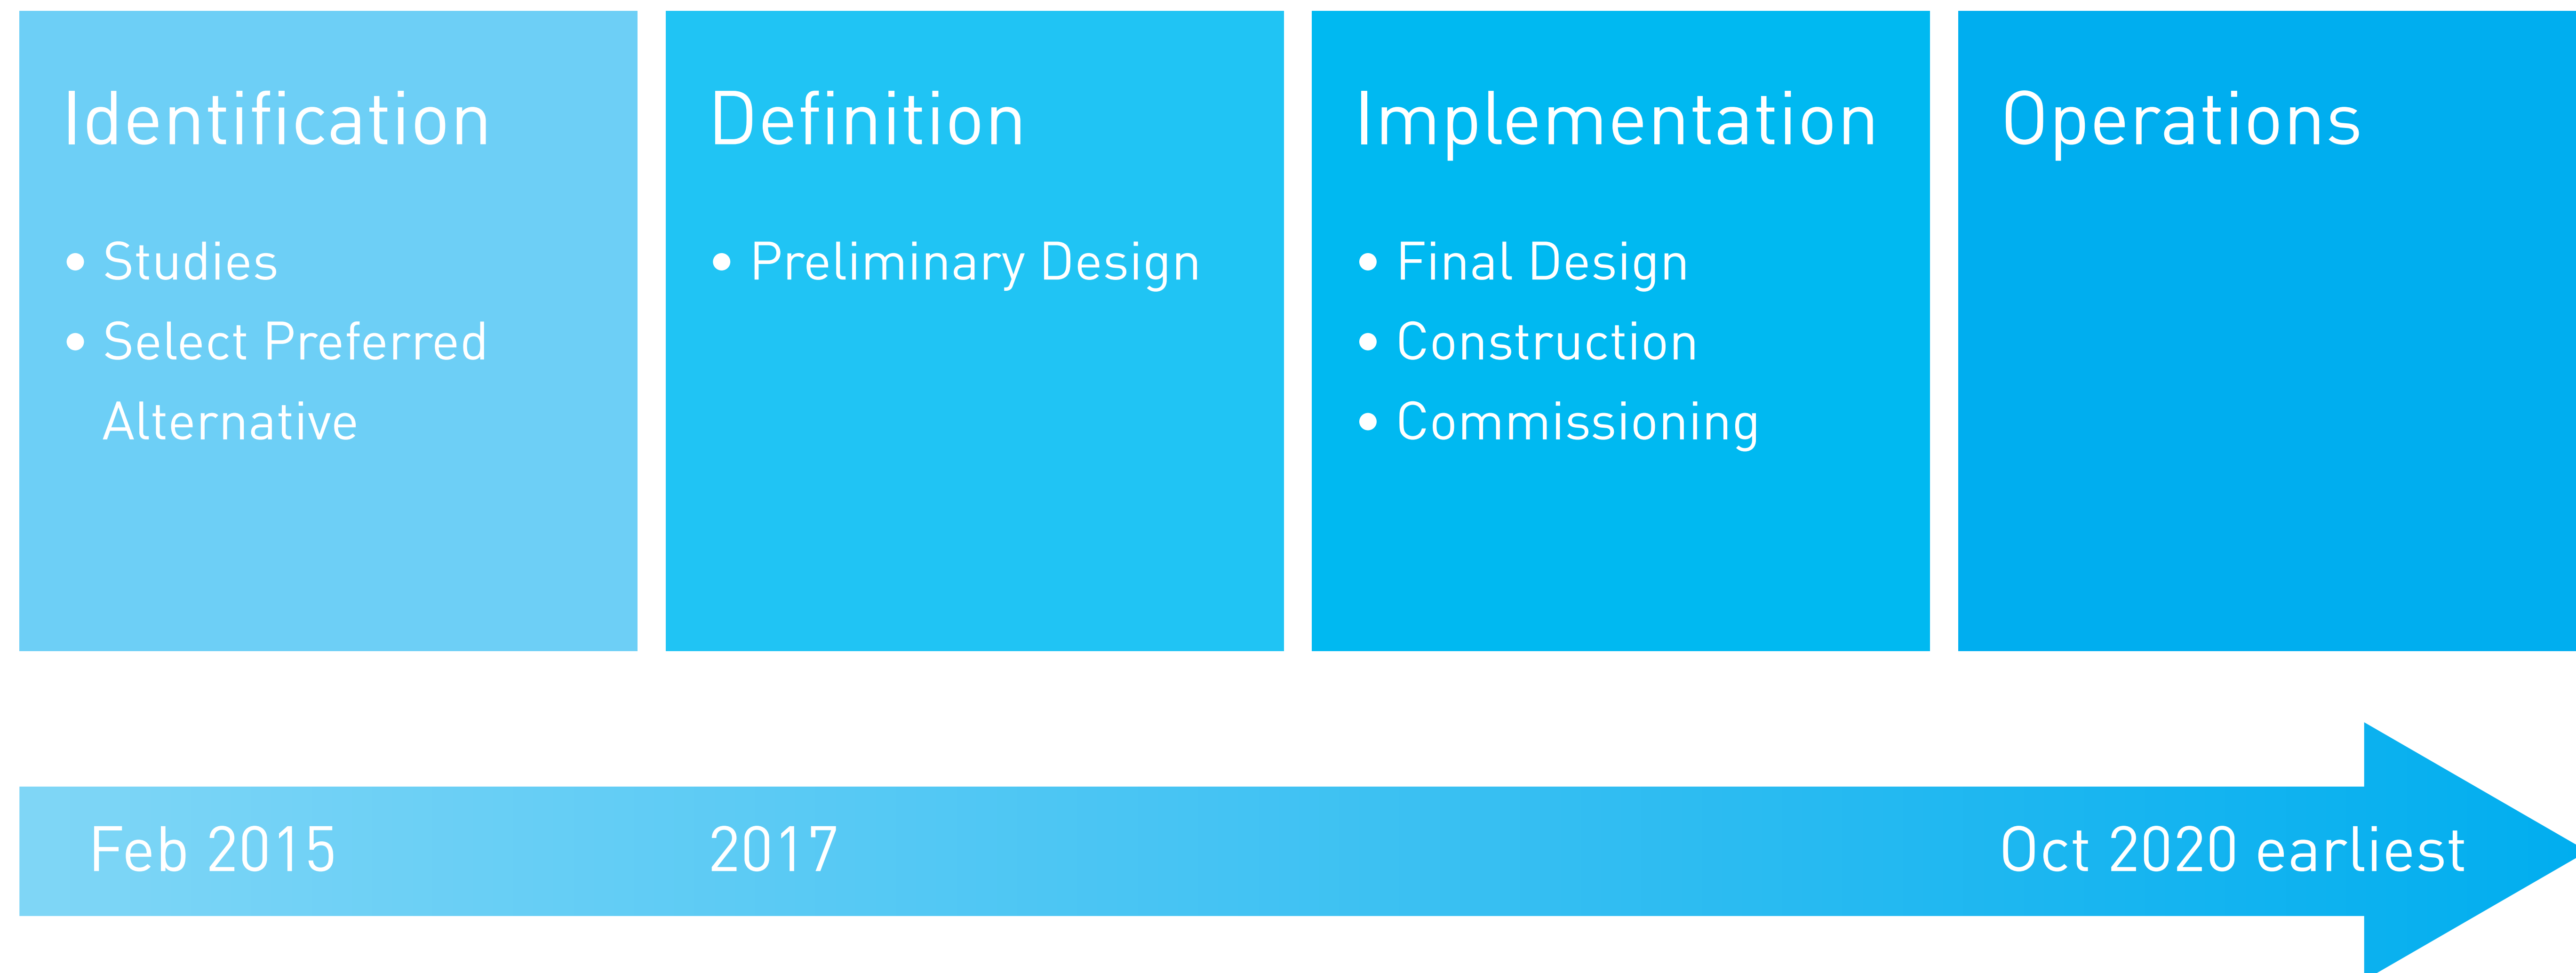 Identification
• Studies
• Select Preferred
Alternative
Definition
• Preliminary Design
Implementation
• Final Design
• Construction
• Commissioning
Operations
Feb 2015
2017
Oct 2020 earliest